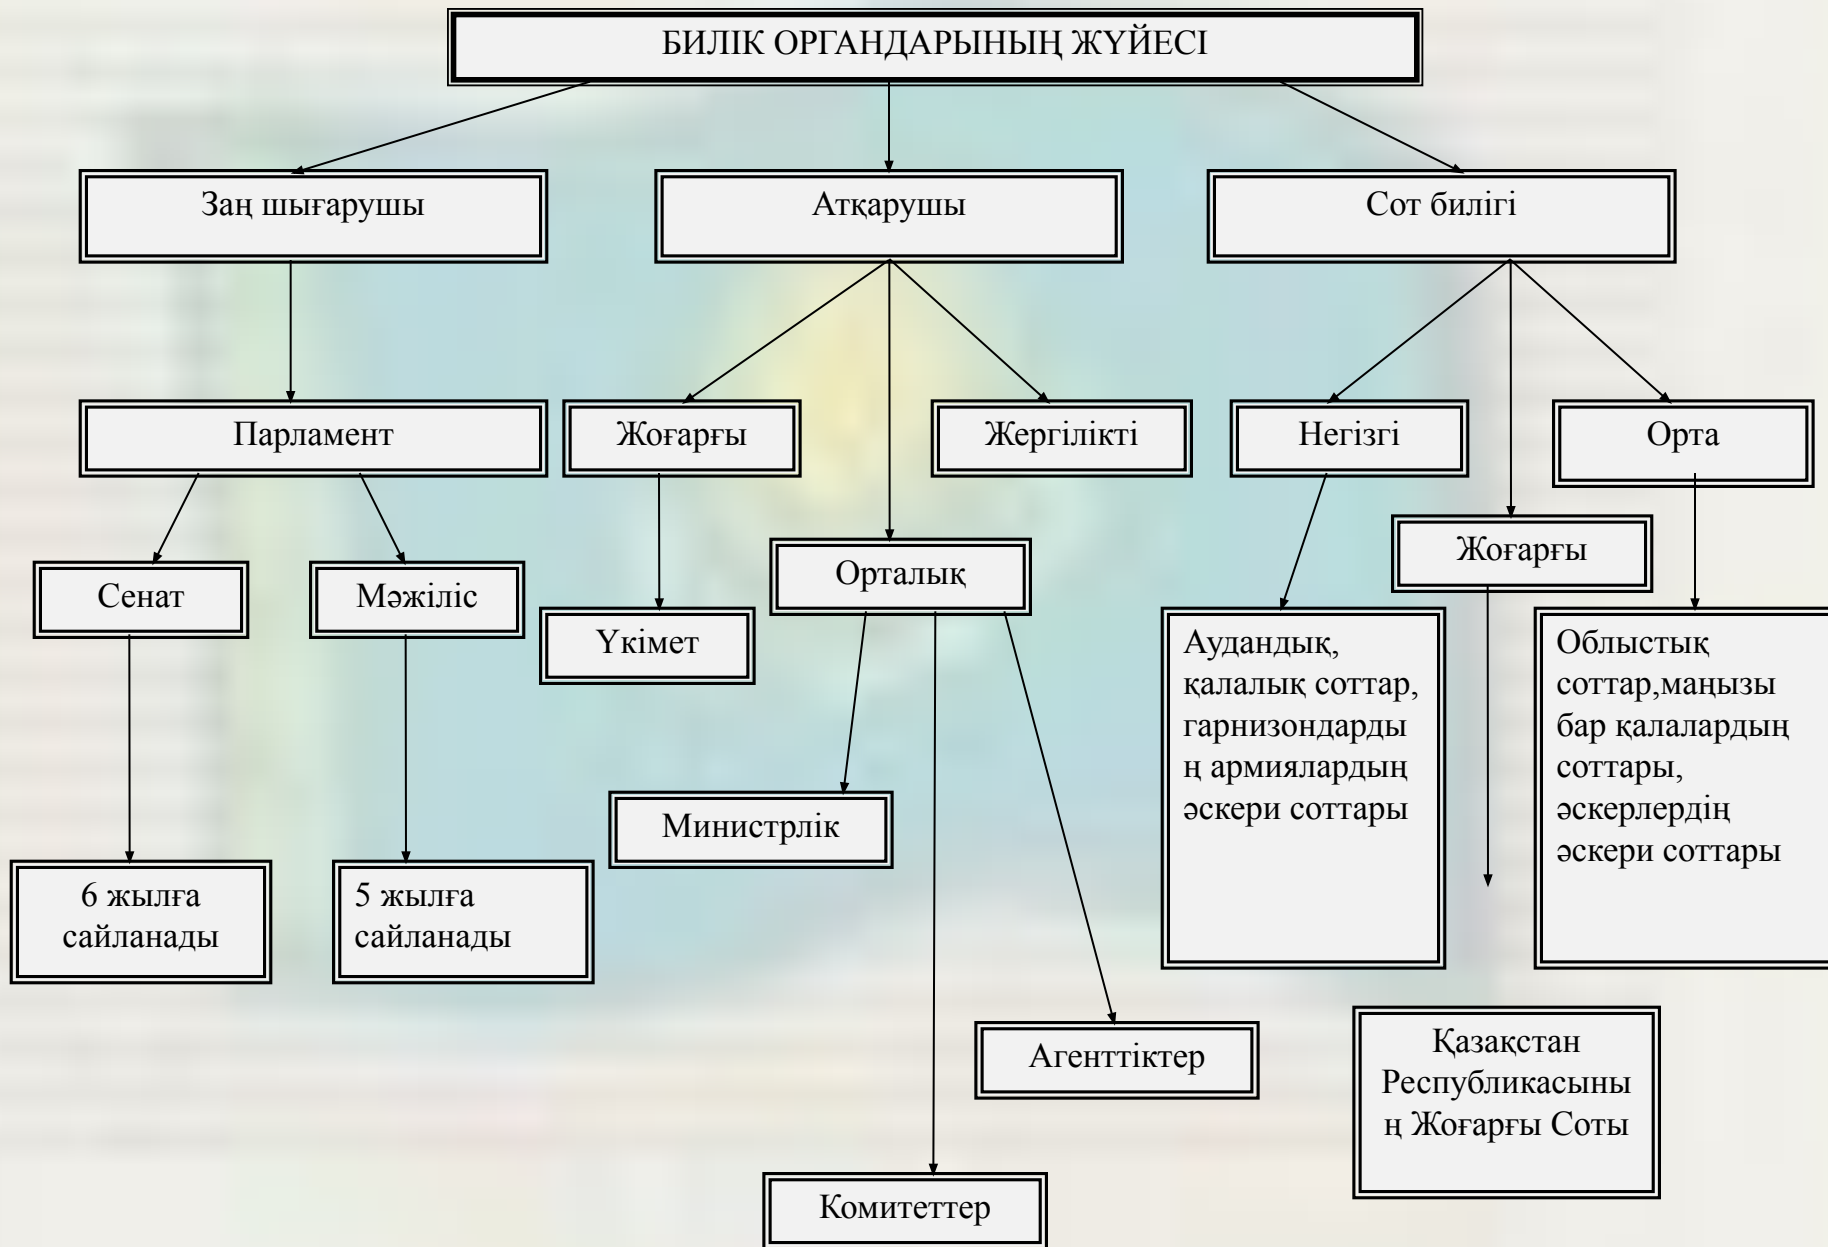 БИЛІК ОРГАНДАРЫНЫҢ ЖҮЙЕСІ
Заң шығарушы
Атқарушы
Сот билігі
Парламент
Жоғарғы
Жергілікті
Негізгі
Орта
Сенат
Мәжіліс
Үкімет
Орталық
Жоғарғы
Аудандық,
қалалық соттар,
гарнизондарды
ң армиялардың
әскери соттары
Облыстық
соттар,маңызы
бар қалалардың
соттары,
әскерлердің
әскери соттары
Министрлік
6 жылға
сайланады
5 жылға
сайланады
Агенттіктер
Қазақстан
Республикасыны
ң Жоғарғы Соты
Комитеттер